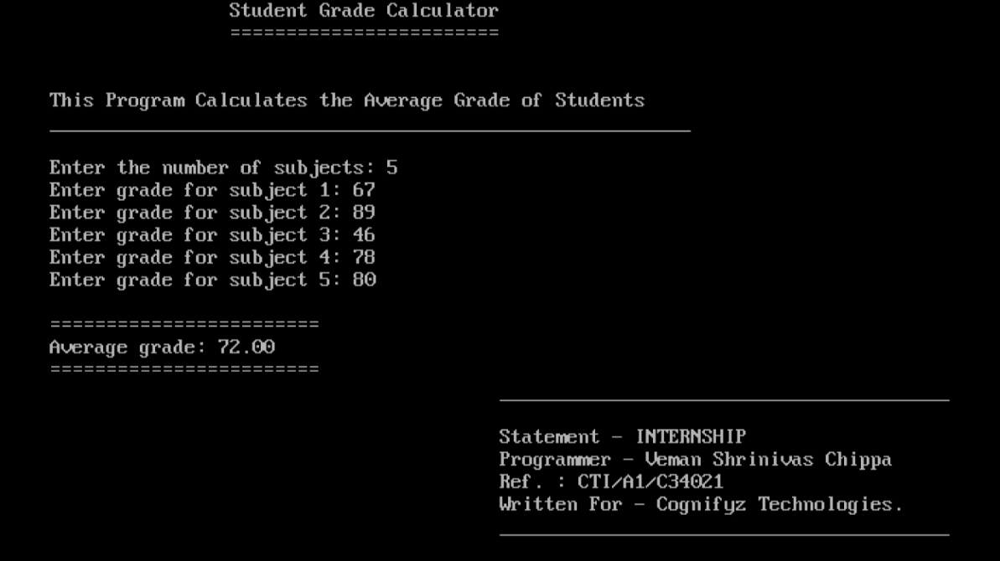 Student Grade Calculator
========================
This Program Calculates the Average Grade of Students
Enter the number of subjects: 5
Enter grade for subject 1: 67
Enter grade for subject 2: 89
Enter grade for subject 3: 46
Enter grade for subject 4: 78
Enter grade for subject 5: 80
========================
Average grade: 72.00
========================
Statement - INTERNSHIP
Programmer - Veman Shrinivas Chippa
Ref. : CTI/A1/C34021
Written For - Cognifyz Technologies.